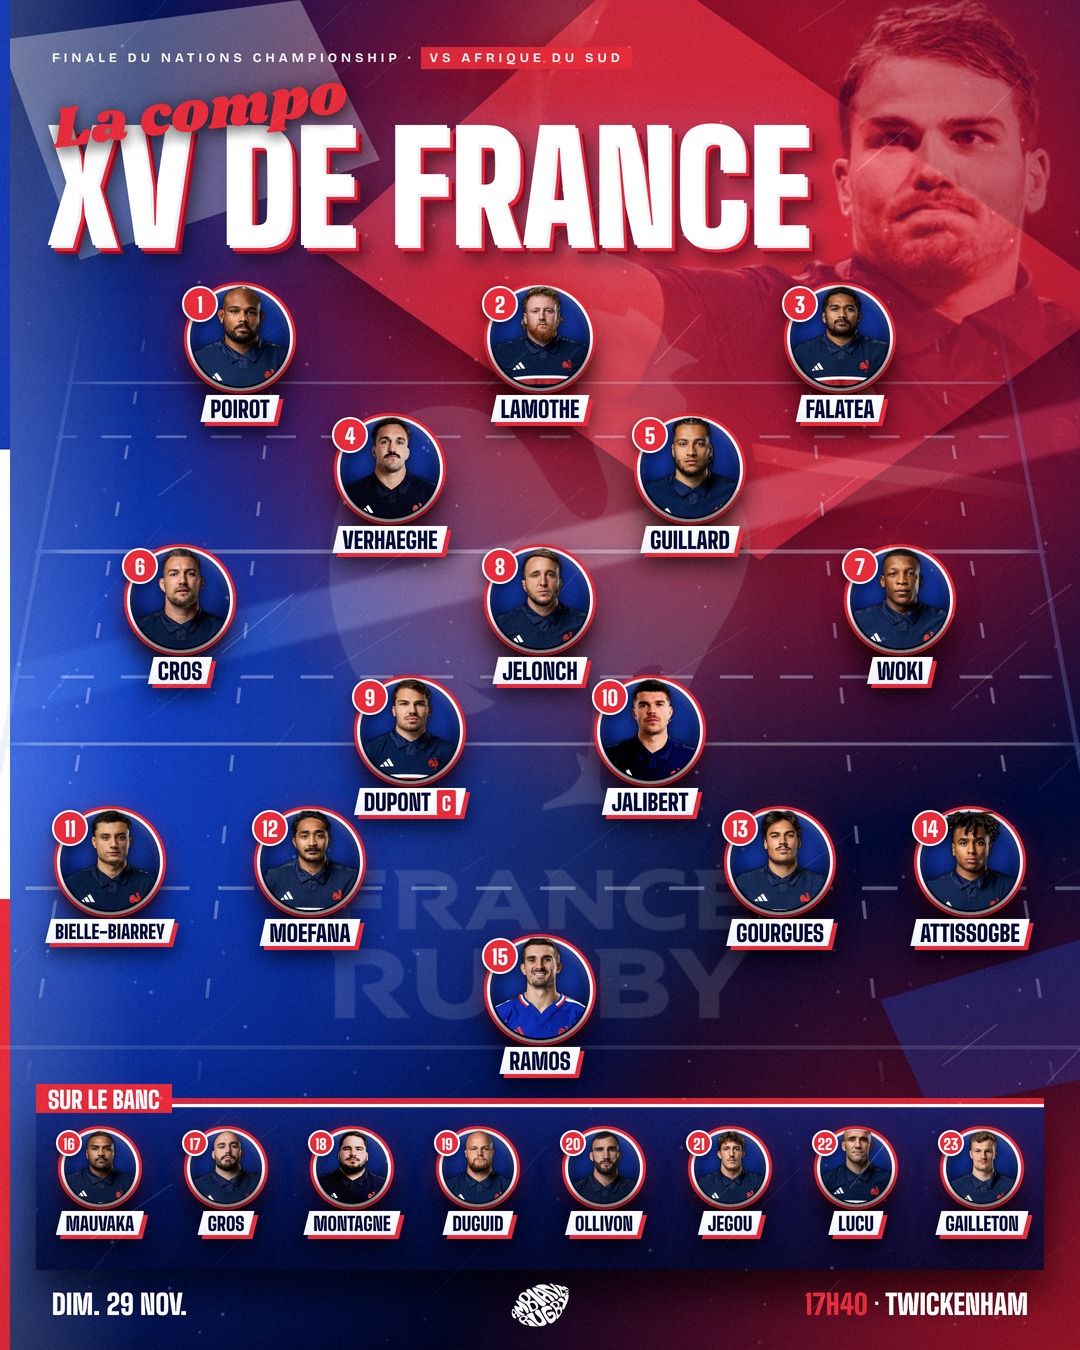 FINALE DU NATIONS CHAMPIONSHIP · VS AFRIQUE DU SUD
La compo
XV DE FRANCE
1 2 3
POIROT LAMOTHE FALATEA
4 5
VERHAEGHE GUILLARD
6 8 7
CROS JELONCH WOKI
9 10
DUPONT C JALIBERT
11 12 13 14
BIELLE-BIARREY MOEFANA GOURGUES ATTISSOGBE
FRANCE
RUGBY
15
RAMOS
SUR LE BANC
16 17 18 19 20 21 22 23
MAUVAKA GROS MONTAGNE DUGUID OLLIVON JEGOU LUCU GAILLETON
DIM. 29 NOV.
AMBIANI RUGBY
17H40 · TWICKENHAM